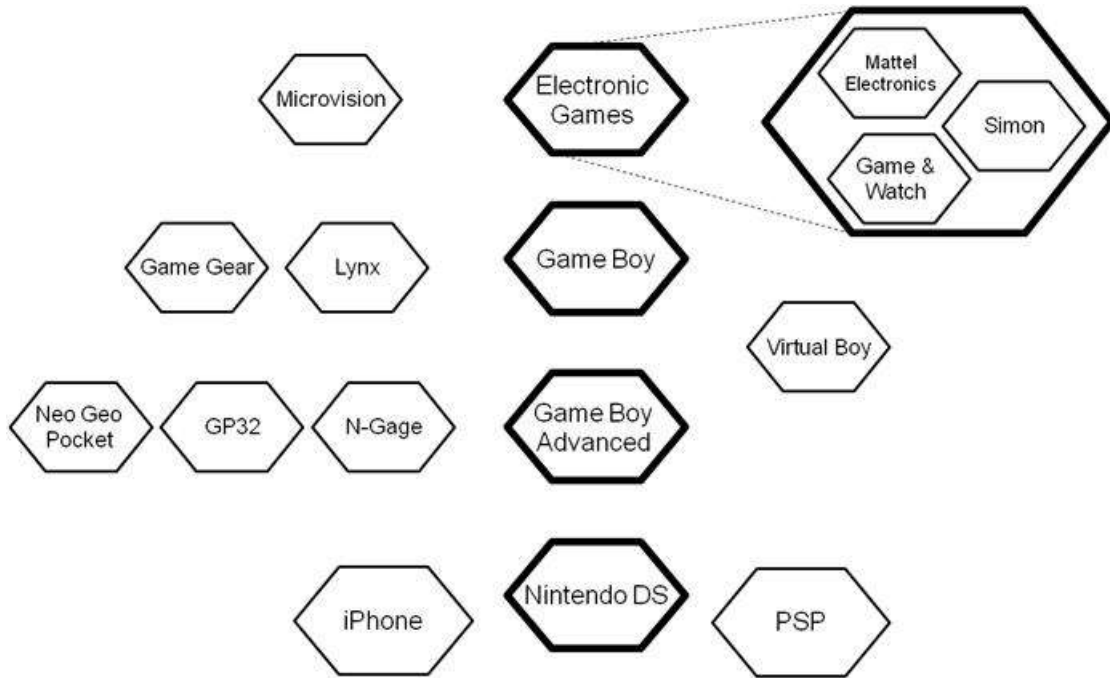 Microvision
Electronic
Games
Mattel
Electronics
Simon
Game &
Watch
Game Gear
Lynx
Game Boy
Virtual Boy
Neo Geo
Pocket
GP32
N-Gage
Game Boy
Advanced
iPhone
Nintendo DS
PSP